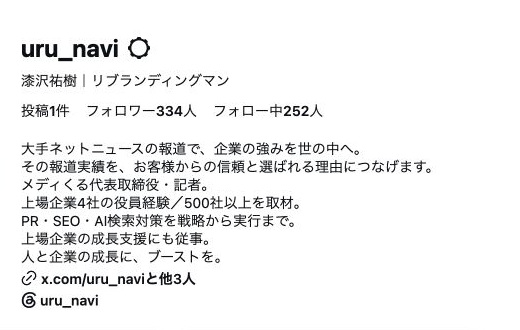 uru_navi
漆沢祐樹｜リブランディングマン
投稿1件 フォロワー334人 フォロー中252人
大手ネットニュースの報道で、企業の強みを世の中へ。
その報道実績を、お客様からの信頼と選ばれる理由につなげます。
メディくる代表取締役・記者。
上場企業4社の役員経験／500社以上を取材。
PR・SEO・AI検索対策を戦略から実行まで。
上場企業の成長支援にも従事。
人と企業の成長に、ブーストを。
x.com/uru_naviと他3人
uru_navi